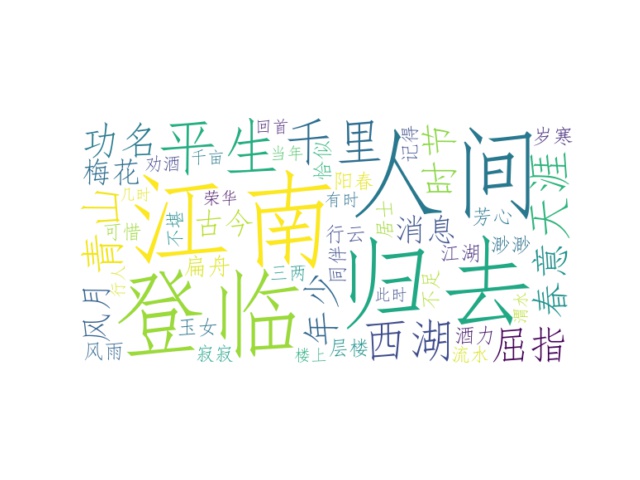 功名
平生
回首
千里
人间
记得
时节
岁寒
梅花
劝酒
千亩
当年
恰似
天涯
青山
几时
可惜
不堪
江南
荣华
古今
阳春
有时
居士
芳心
行云
消息
渺渺
行人
扁舟
三两
同伴
江湖
春意
风月
登临
年少
归去
此时
不足
渭水
玉女
风雨
寂寂
楼上
层楼
西湖
酒力
流水
屈指